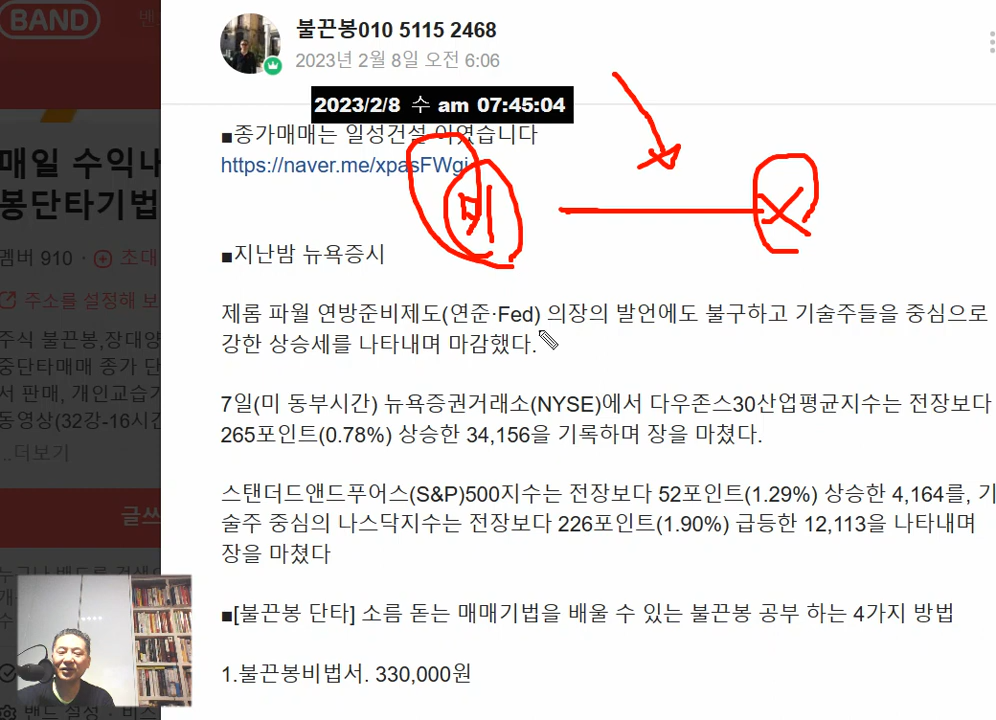 BAND
밴
매일 수익내
봉단타기법
멤버 910 · 초대
주소를 설정해 보
주식 불끈봉,장대양
중단타매매 종가 단
서 판매, 개인교습기
동영상(32강-16시간
...더보기
글쓰
밴드 설정
불끈봉010 5115 2468
2023년 2월 8일 오전 6:06
2023/2/8 수 am 07:45:04
■종가매매는 일성건설 이였습니다
https://naver.me/xpasFWgi
비
■지난밤 뉴욕증시
제롬 파월 연방준비제도(연준·Fed) 의장의 발언에도 불구하고 기술주들을 중심으로
강한 상승세를 나타내며 마감했다.
7일(미 동부시간) 뉴욕증권거래소(NYSE)에서 다우존스30산업평균지수는 전장보다
265포인트(0.78%) 상승한 34,156을 기록하며 장을 마쳤다.
스탠더드앤드푸어스(S&P)500지수는 전장보다 52포인트(1.29%) 상승한 4,164를, 기
술주 중심의 나스닥지수는 전장보다 226포인트(1.90%) 급등한 12,113을 나타내며
장을 마쳤다
■[불끈봉 단타] 소름 돋는 매매기법을 배울 수 있는 불끈봉 공부 하는 4가지 방법
1.불끈봉비법서. 330,000원